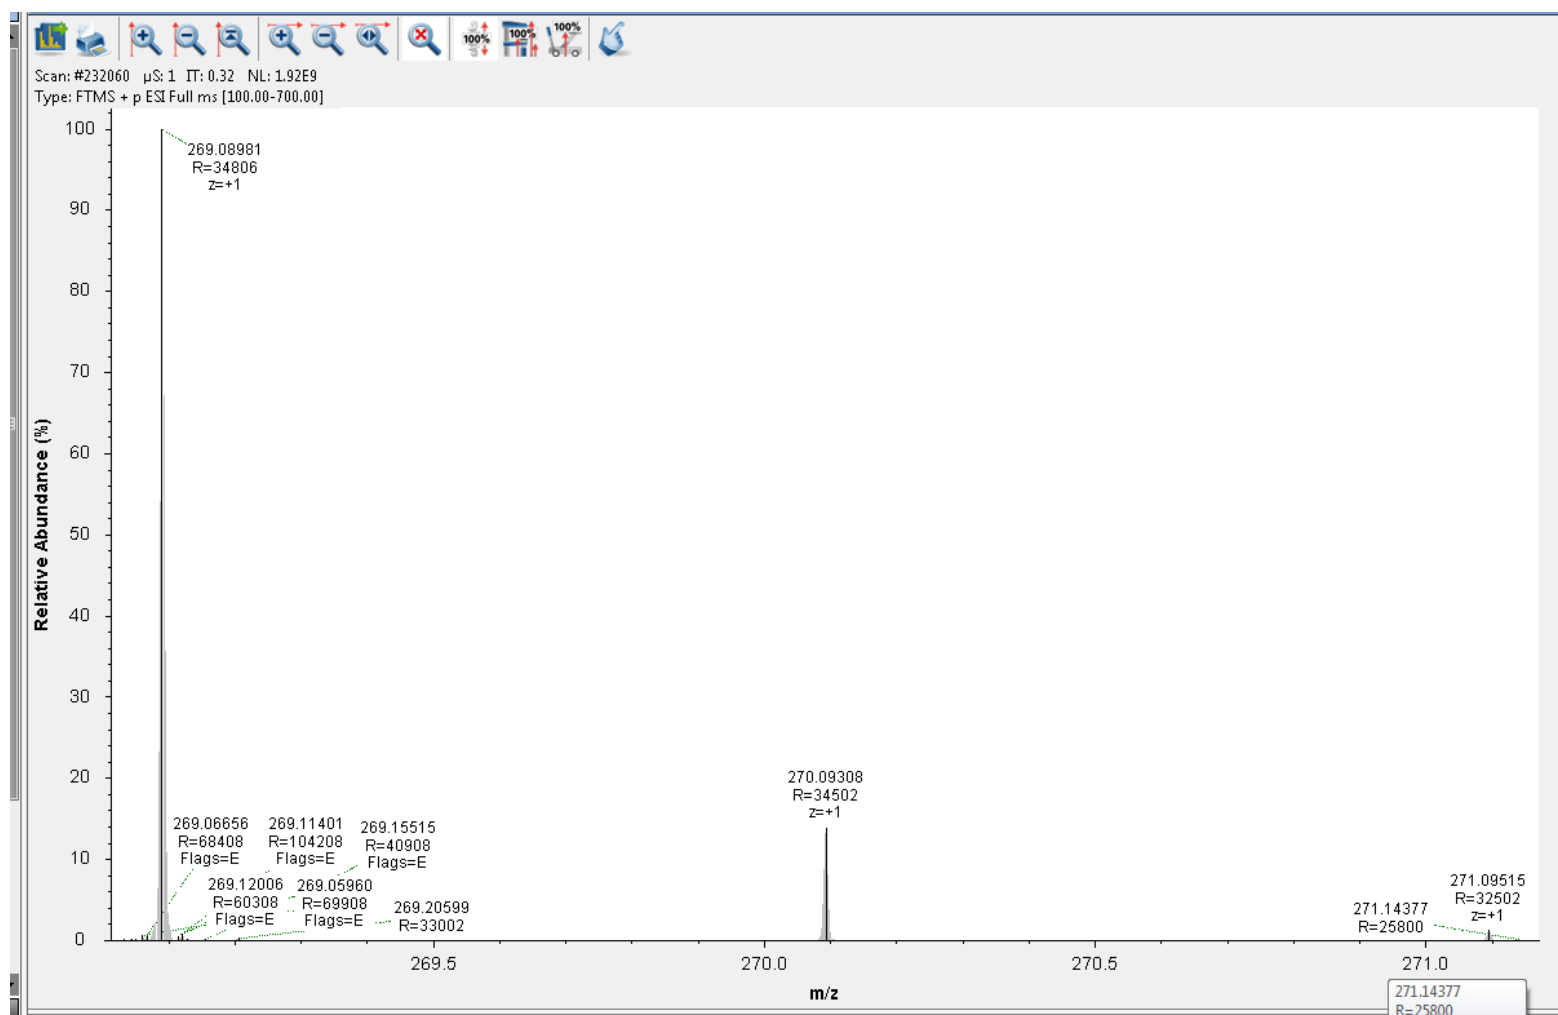 100%
100%
100%
Scan: #232060 µS: 1 IT: 0.32 NL: 1.92E9
Type: FTMS + p ESI Full ms [100.00-700.00]
Relative Abundance (%)
100
90
80
70
60
50
40
30
20
10
0
269.08981
R=34806
z=+1
269.06656
R=68408
Flags=E
269.11401
R=104208
Flags=E
269.15515
R=40908
Flags=E
269.12006
R=60308
Flags=E
269.05960
R=69908
Flags=E
269.20599
R=33002
270.09308
R=34502
z=+1
271.14377
R=25800
271.09515
R=32502
z=+1
269.5
270.0
270.5
271.0
m/z
271.14377
R=25800